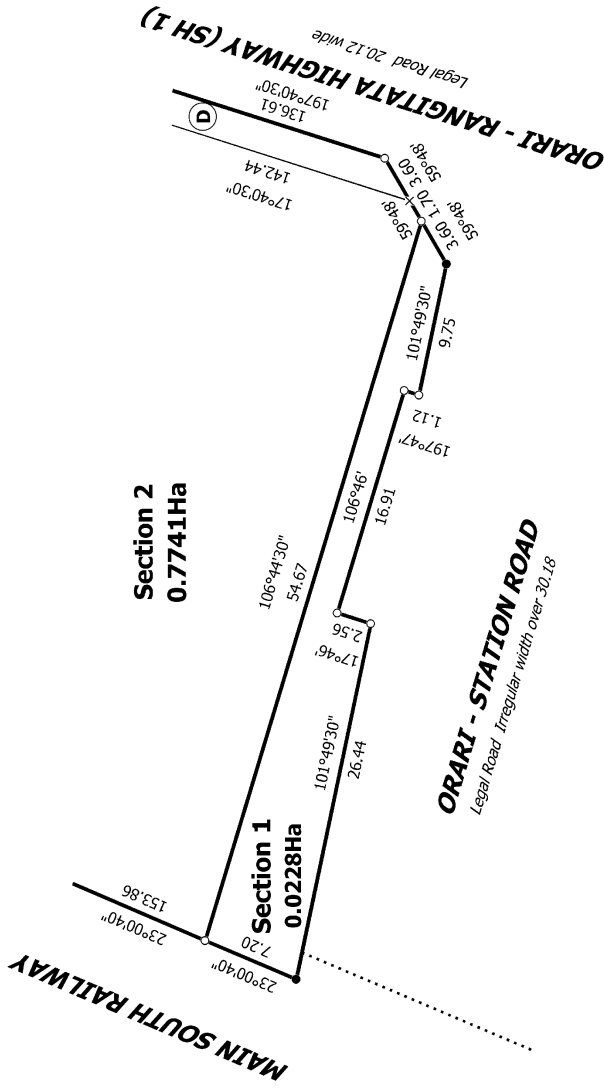 ORARI - RANGITATA HIGHWAY (SH 1)
Legal Road 20.12 wide
197°40'30"
136.61
D
142.44
17°40'30"
59°48'
3.60
1.70
59°48'
59°48'
3.60
101°49'30"
9.75
1.12
197°47'
106°46'
16.91
2.56
17°46'
106°44'30"
54.67
101°49'30"
26.44
Section 2
0.7741Ha
Section 1
0.0228Ha
ORARI - STATION ROAD
Legal Road Irregular width over 30.18
153.86
23°00'40"
7.20
23°00'40"
MAIN SOUTH RAILWAY